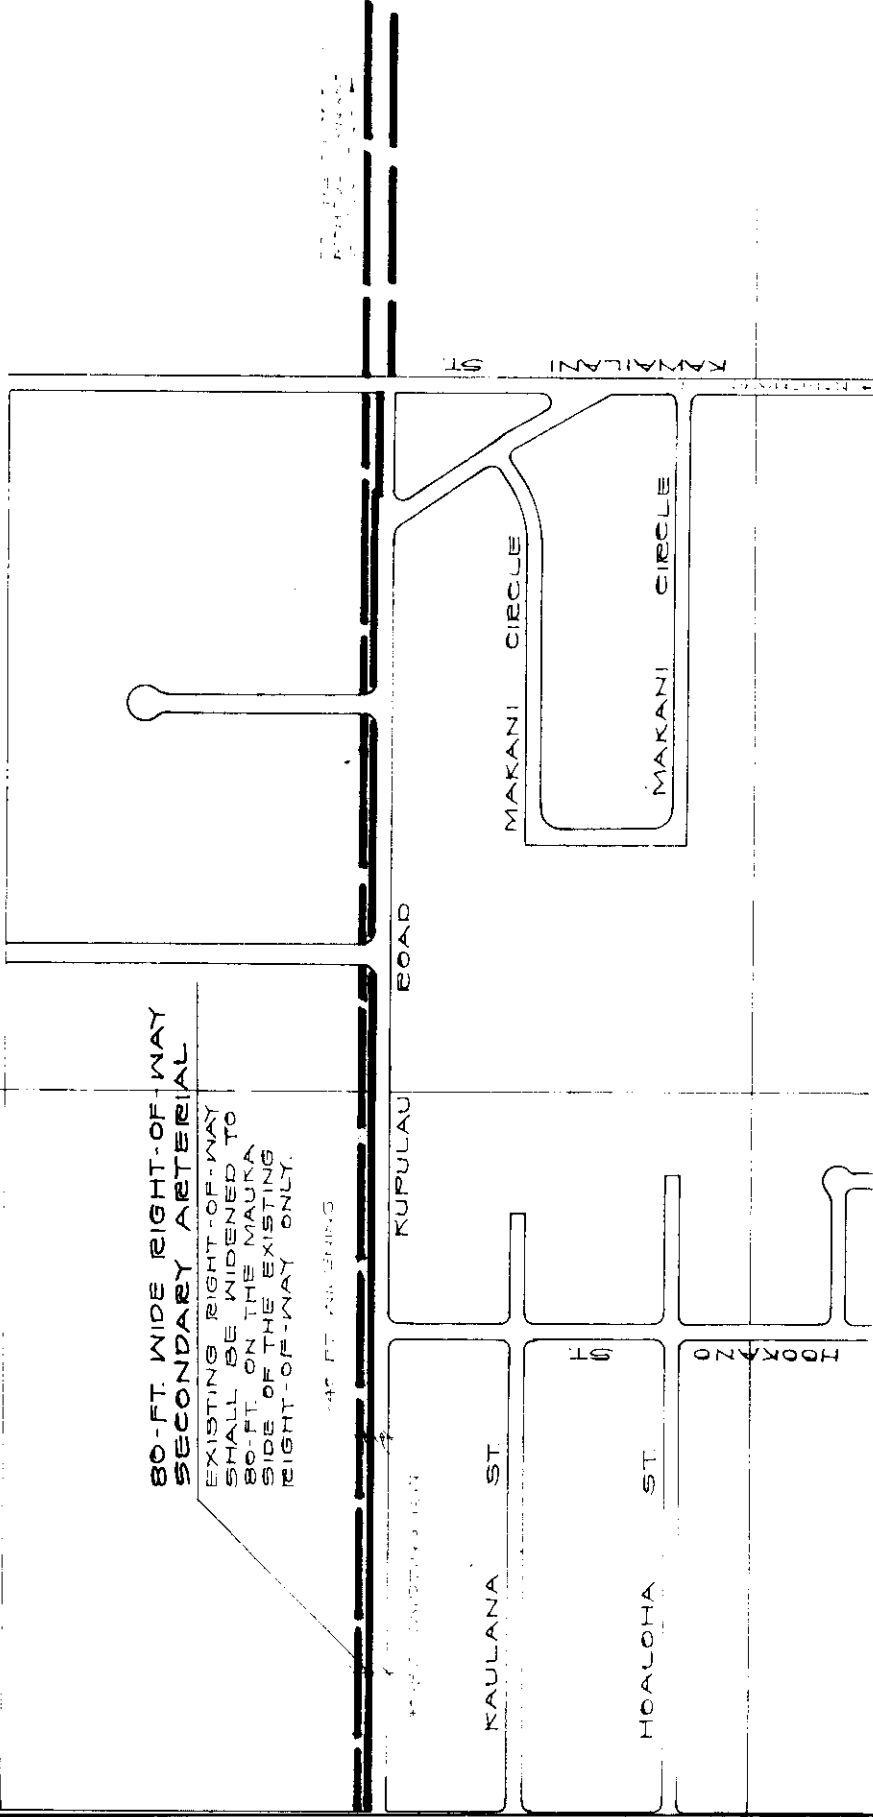 80-FT. WIDE RIGHT-OF-WAY
SECONDARY ARTERIAL
EXISTING RIGHT-OF-WAY
SHALL BE WIDENED TO
80-FT. ON THE MAUKA
SIDE OF THE EXISTING
RIGHT-OF-WAY ONLY.
KUPULAU ROAD
KAULANA ST.
HOALOHA ST.
HOOKANO ST.
MAKANI CIRCLE
MAKANI CIRCLE
KAWAILANI ST.